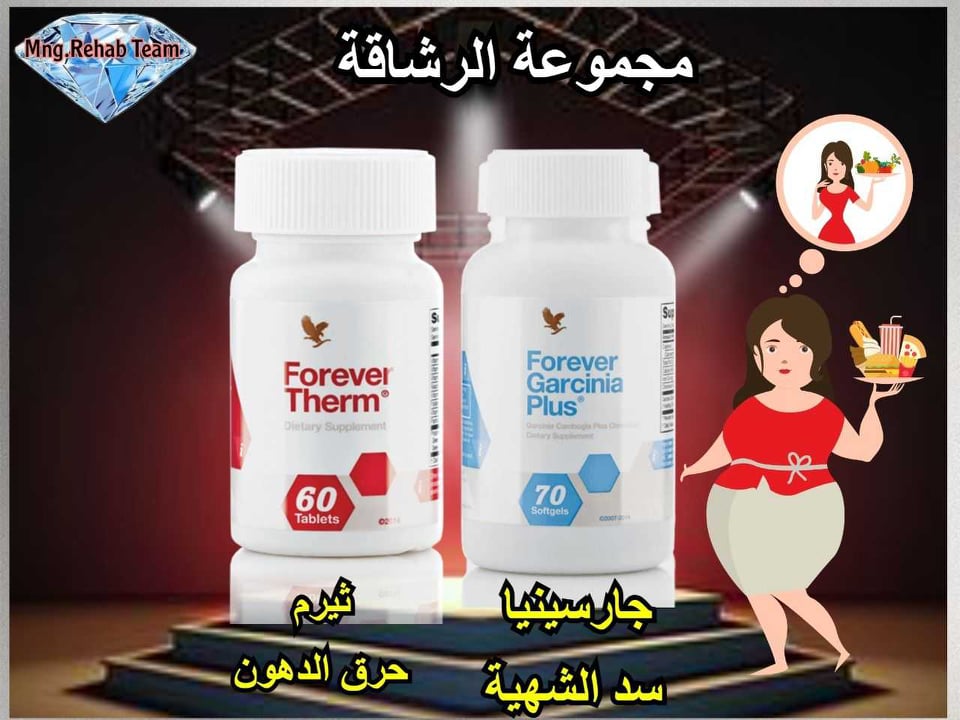 Mng.Rehab Team
مجموعة الرشاقة
Forever
Therm®
Dietary Supplement
60
Tablets
Forever
Garcinia
Plus®
Dietary Supplement
70
Softgels
ثيرم
حرق الدهون
جارسينيا
سد الشهية